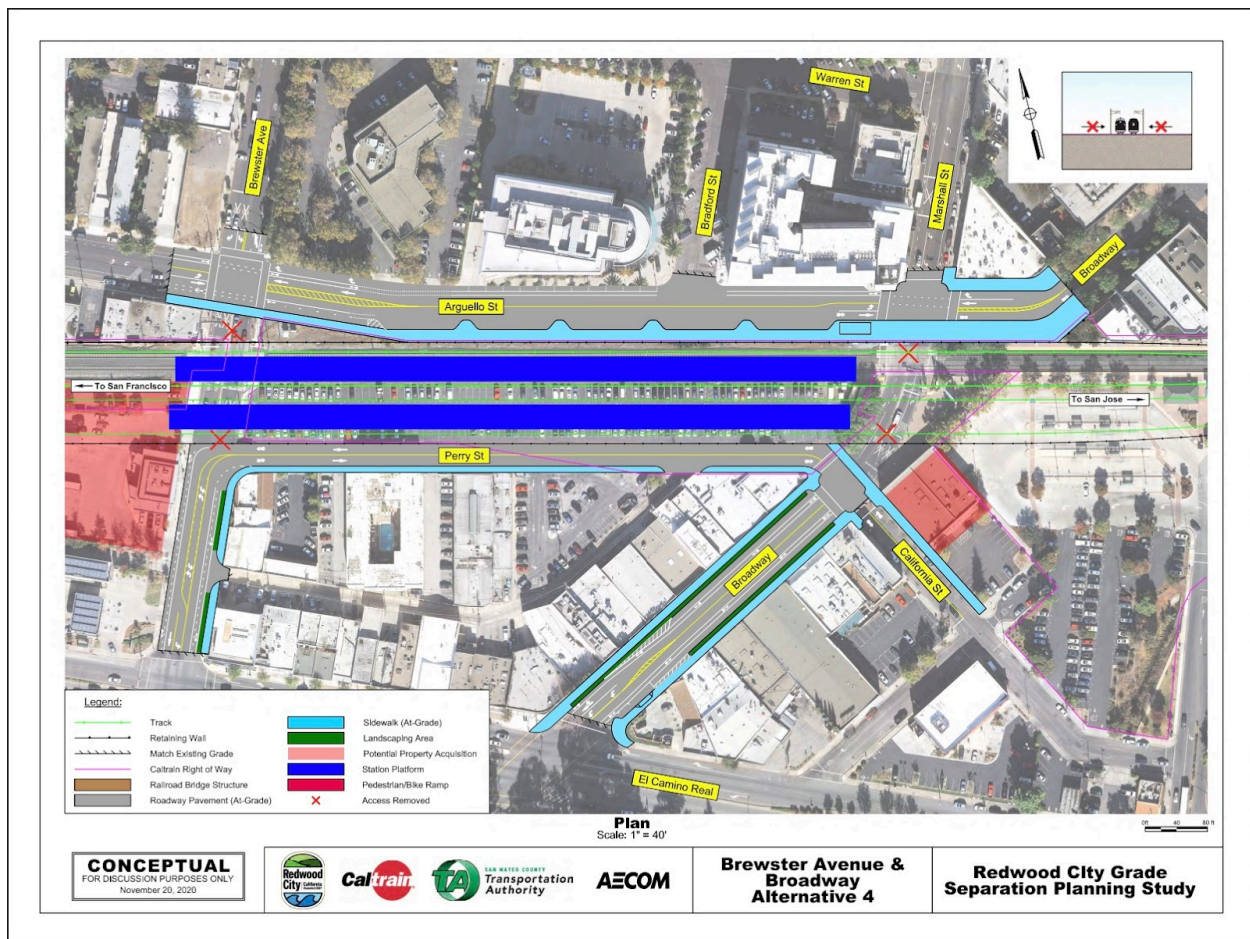 Warren St
Brewster Ave
Bradford St
Marshall St
Broadway
Arguello St
To San Francisco
To San Jose
Perry St
Broadway
California St
El Camino Real
Legend:
Track
Retaining Wall
Match Existing Grade
Caltrain Right of Way
Railroad Bridge Structure
Roadway Pavement (At-Grade)
Sidewalk (At-Grade)
Landscaping Area
Potential Property Acquisition
Station Platform
Pedestrian/Bike Ramp
Access Removed
Plan
Scale: 1" = 40'
0ft 40 80 ft
CONCEPTUAL
FOR DISCUSSION PURPOSES ONLY
November 20, 2020
Redwood
City
California
Caltrain
TA
SAN MATEO COUNTY
Transportation
Authority
AECOM
Brewster Avenue &
Broadway
Alternative 4
Redwood City Grade
Separation Planning Study